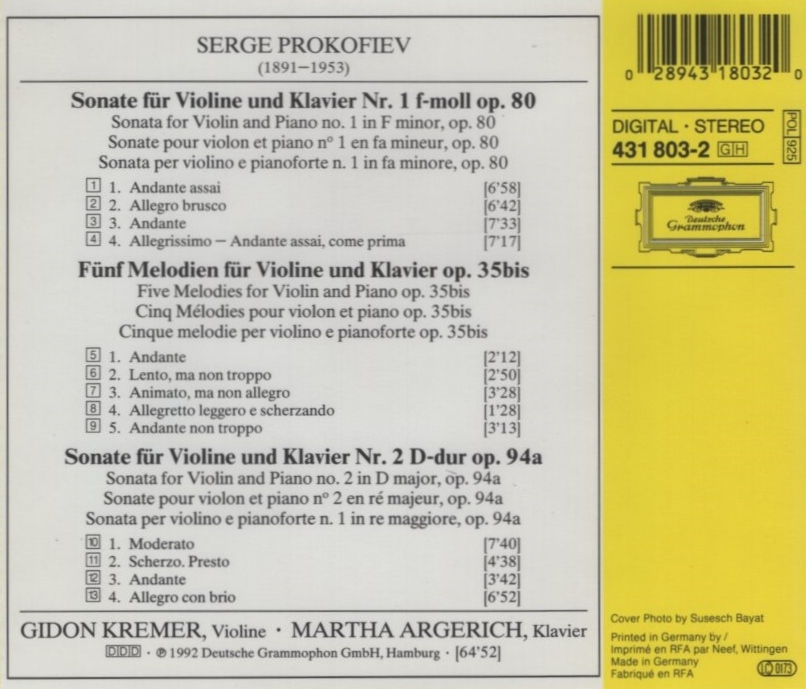 SERGE PROKOFIEV
(1891–1953)
Sonate für Violine und Klavier Nr. 1 f-moll op. 80
Sonata for Violin and Piano no. 1 in F minor, op. 80
Sonate pour violon et piano nº 1 en fa mineur, op. 80
Sonata per violino e pianoforte n. 1 in fa minore, op. 80
1 1. Andante assai [6'58]
2 2. Allegro brusco [6'42]
3 3. Andante [7'33]
4 4. Allegrissimo – Andante assai, come prima [7'17]
Fünf Melodien für Violine und Klavier op. 35bis
Five Melodies for Violin and Piano op. 35bis
Cinq Mélodies pour violon et piano op. 35bis
Cinque melodie per violino e pianoforte op. 35bis
5 1. Andante [2'12]
6 2. Lento, ma non troppo [2'50]
7 3. Animato, ma non allegro [3'28]
8 4. Allegretto leggero e scherzando [1'28]
9 5. Andante non troppo [3'13]
Sonate für Violine und Klavier Nr. 2 D-dur op. 94a
Sonata for Violin and Piano no. 2 in D major, op. 94a
Sonate pour violon et piano nº 2 en ré majeur, op. 94a
Sonata per violino e pianoforte n. 1 in re maggiore, op. 94a
10 1. Moderato [7'40]
11 2. Scherzo. Presto [4'38]
12 3. Andante [3'42]
13 4. Allegro con brio [6'52]
GIDON KREMER, Violine · MARTHA ARGERICH, Klavier
DDD · ℗ 1992 Deutsche Grammophon GmbH, Hamburg · [64'52]
0 28943 18032 0
DIGITAL · STEREO
431 803-2 GH
POL 925
Deutsche
Grammophon
Cover Photo by Susesch Bayat
Printed in Germany by /
Imprimé en RFA par Neef, Wittingen
Made in Germany
Fabriqué en RFA
LC 0173